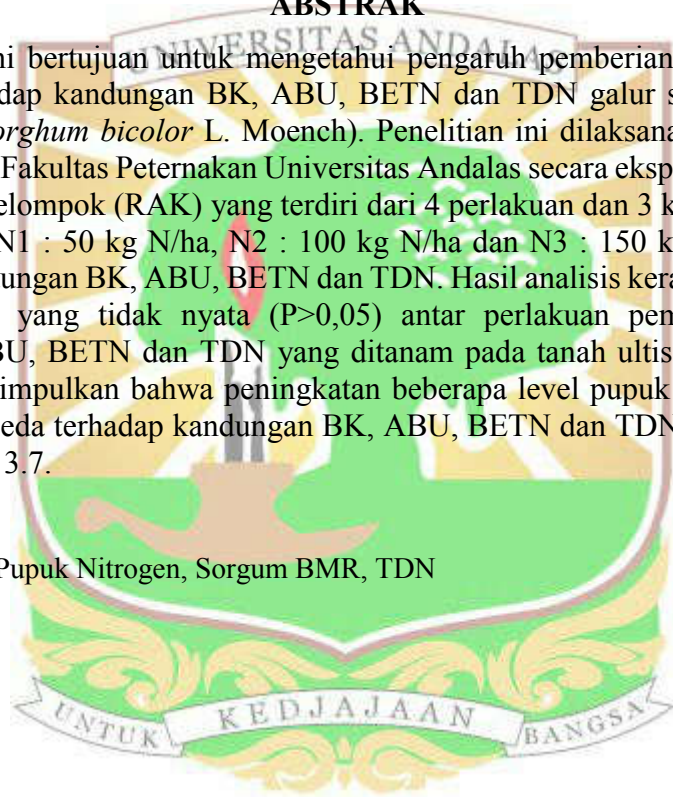 ABSTRAK
UNIVERSITAS ANDALAS
ni bertujuan untuk mengetahui pengaruh pemberian
dap kandungan BK, ABU, BETN dan TDN galur s
orghum bicolor L. Moench). Penelitian ini dilaksana
Fakultas Peternakan Universitas Andalas secara eksp
elompok (RAK) yang terdiri dari 4 perlakuan dan 3 k
N1 : 50 kg N/ha, N2 : 100 kg N/ha dan N3 : 150 k
ungan BK, ABU, BETN dan TDN. Hasil analisis kera
yang tidak nyata (P>0,05) antar perlakuan pem
BU, BETN dan TDN yang ditanam pada tanah ultis
impulkan bahwa peningkatan beberapa level pupuk
eda terhadap kandungan BK, ABU, BETN dan TDN
3.7.
Pupuk Nitrogen, Sorgum BMR, TDN
UNTUK KEDJAJAAN BANGSA